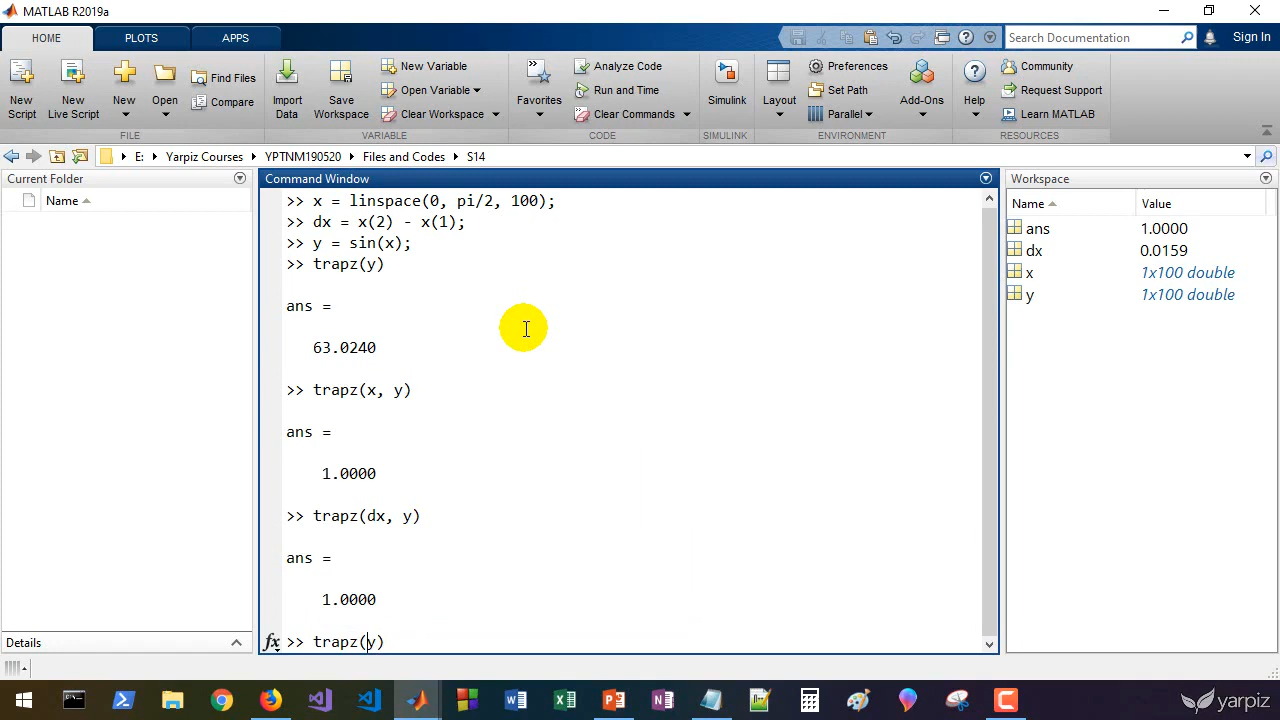 MATLAB R2019a
HOME PLOTS APPS
Search Documentation
Sign In
New Script
New Live Script
New
Open
Find Files
Compare
Import Data
Save Workspace
New Variable
Open Variable
Clear Workspace
Favorites
Analyze Code
Run and Time
Clear Commands
Simulink
Layout
Preferences
Set Path
Parallel
Add-Ons
Help
Community
Request Support
Learn MATLAB
FILE VARIABLE CODE SIMULINK ENVIRONMENT RESOURCES
E: Yarpiz Courses YPTNM190520 Files and Codes S14
Current Folder
Name
Details
Command Window
>> x = linspace(0, pi/2, 100);
>> dx = x(2) - x(1);
>> y = sin(x);
>> trapz(y)
ans =
63.0240
>> trapz(x, y)
ans =
1.0000
>> trapz(dx, y)
ans =
1.0000
fx >> trapz(y)
Workspace
Name Value
ans 1.0000
dx 0.0159
x 1x100 double
y 1x100 double
yarpiz